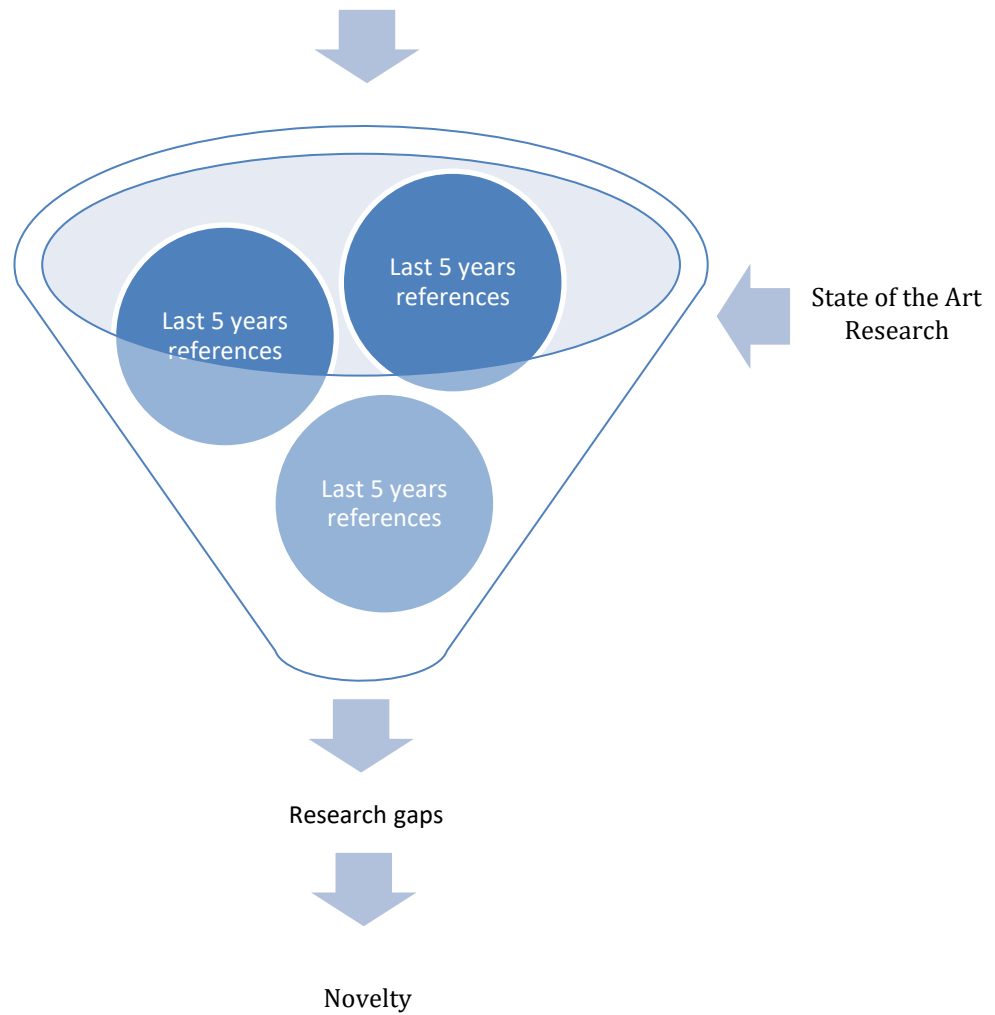 Last 5 years
references
State of the Art
Research
Last 5 years
references
Last 5 years
references
Research gaps
Novelty